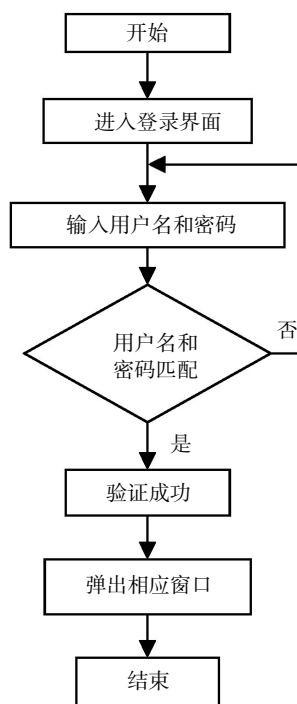 开始
进入登录界面
输入用户名和密码
用户名和
密码匹配
否
是
验证成功
弹出相应窗口
结束